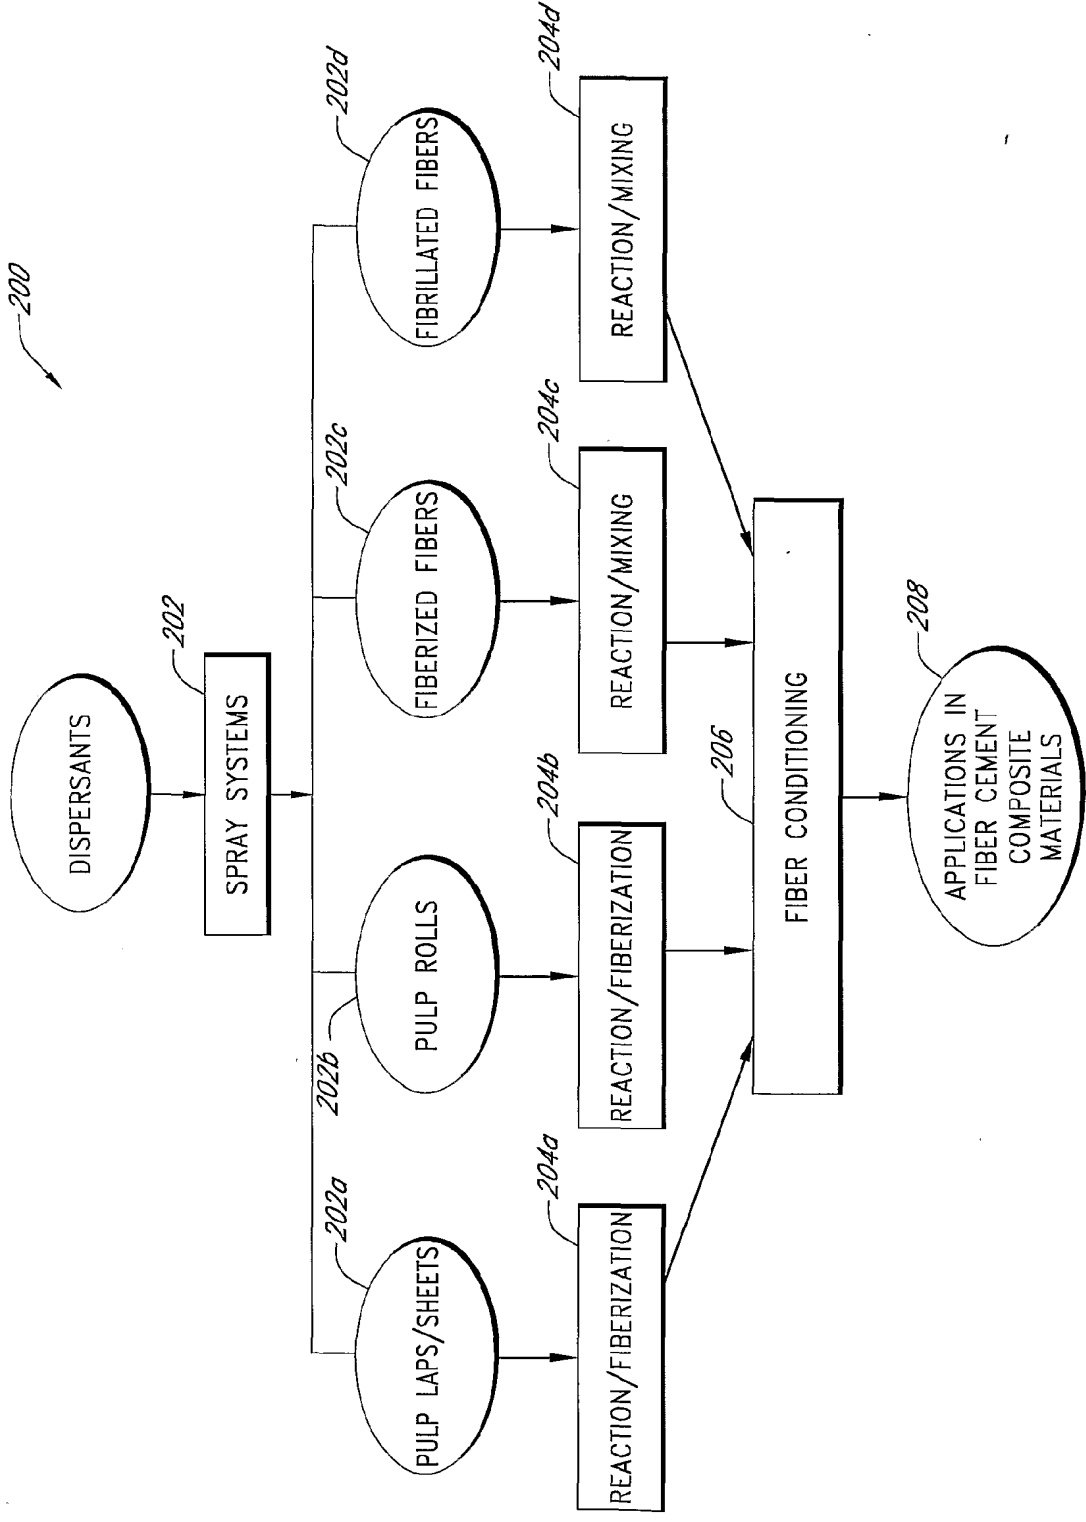 200
DISPERSANTS
202
SPRAY SYSTEMS
202a
PULP LAPS/SHEETS
202b
PULP ROLLS
202c
FIBERIZED FIBERS
202d
FIBRILLATED FIBERS
204a
REACTION/FIBERIZATION
204b
REACTION/FIBERIZATION
204c
REACTION/MIXING
204d
REACTION/MIXING
206
FIBER CONDITIONING
208
APPLICATIONS IN
FIBER CEMENT
COMPOSITE
MATERIALS